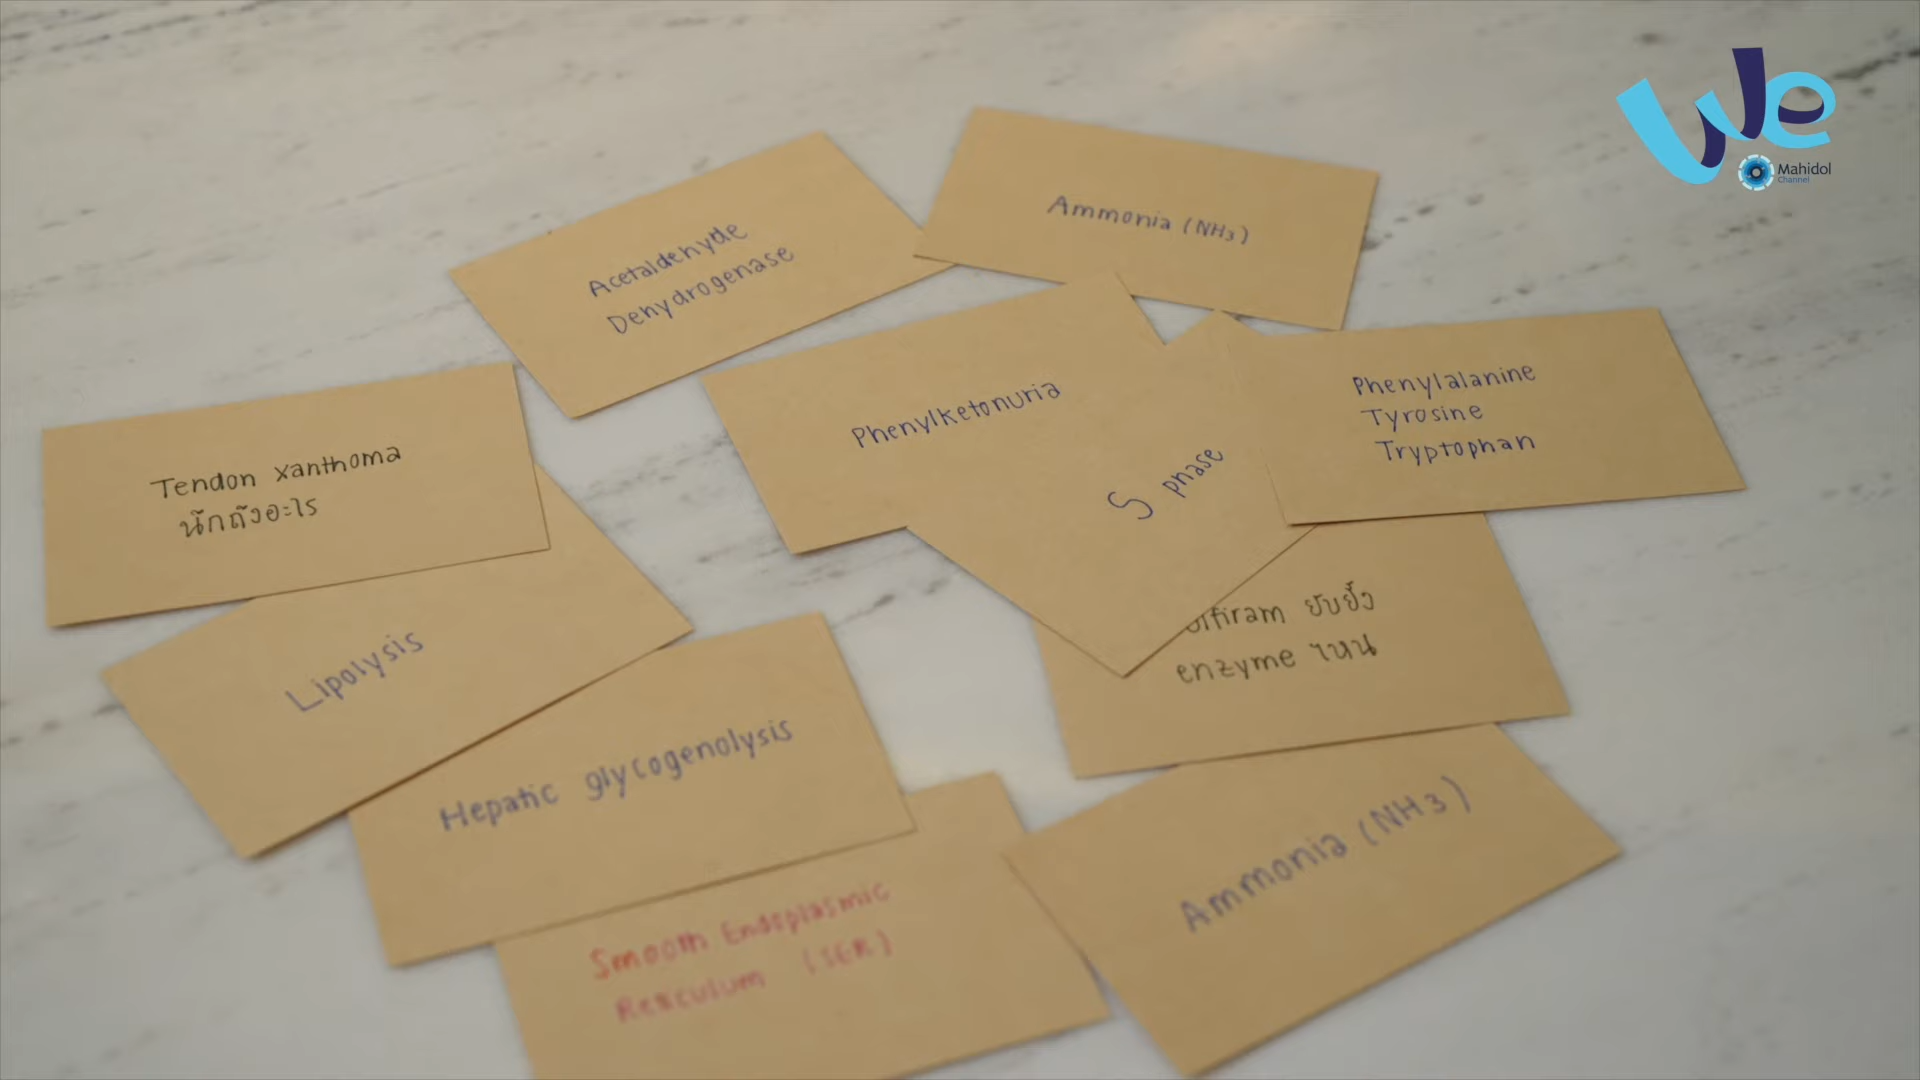 We
Mahidol
Channel
Acetaldehyde
Dehydrogenase
Ammonia (NH3)
Phenylketonuria
Phenylalanine
Tyrosine
Tryptophan
Tendon xanthoma
นึกถึงอะไร
S phase
ยับยั้ง
enzyme ไหน
Lipolysis
Hepatic glycogenolysis
Ammonia (NH3)
Smooth Endoplasmic
Reticulum (SER)